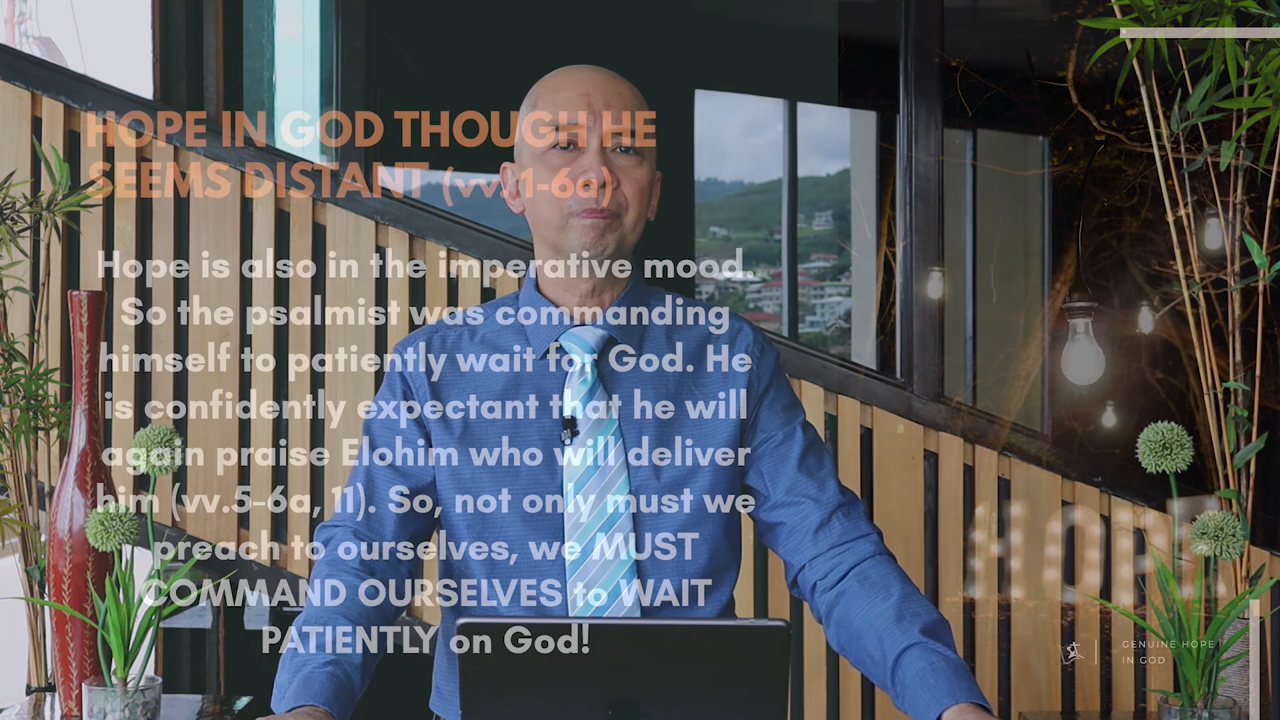 HOPE IN GOD THOUGH HE
SEEMS DISTANT (vv.1-6a)
Hope is also in the imperative mood.
So the psalmist was commanding
himself to patiently wait for God. He
is confidently expectant that he will
again praise Elohim who will deliver
him (vv.5-6a, 11). So, not only must we
preach to ourselves, we MUST
COMMAND OURSELVES to WAIT
PATIENTLY on God!
HOPE
GENUINE HOPE
IN GOD